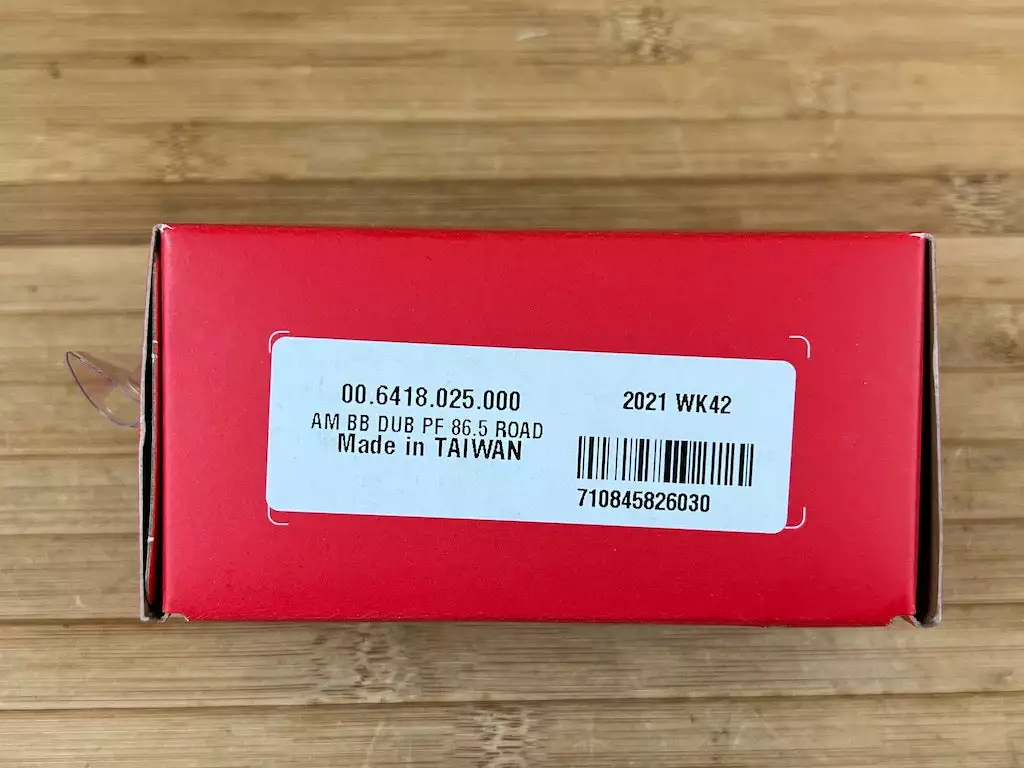 00.6418.025.000
AM BB DUB PF 86.5 ROAD
Made in TAIWAN
2021 WK42
710845826030